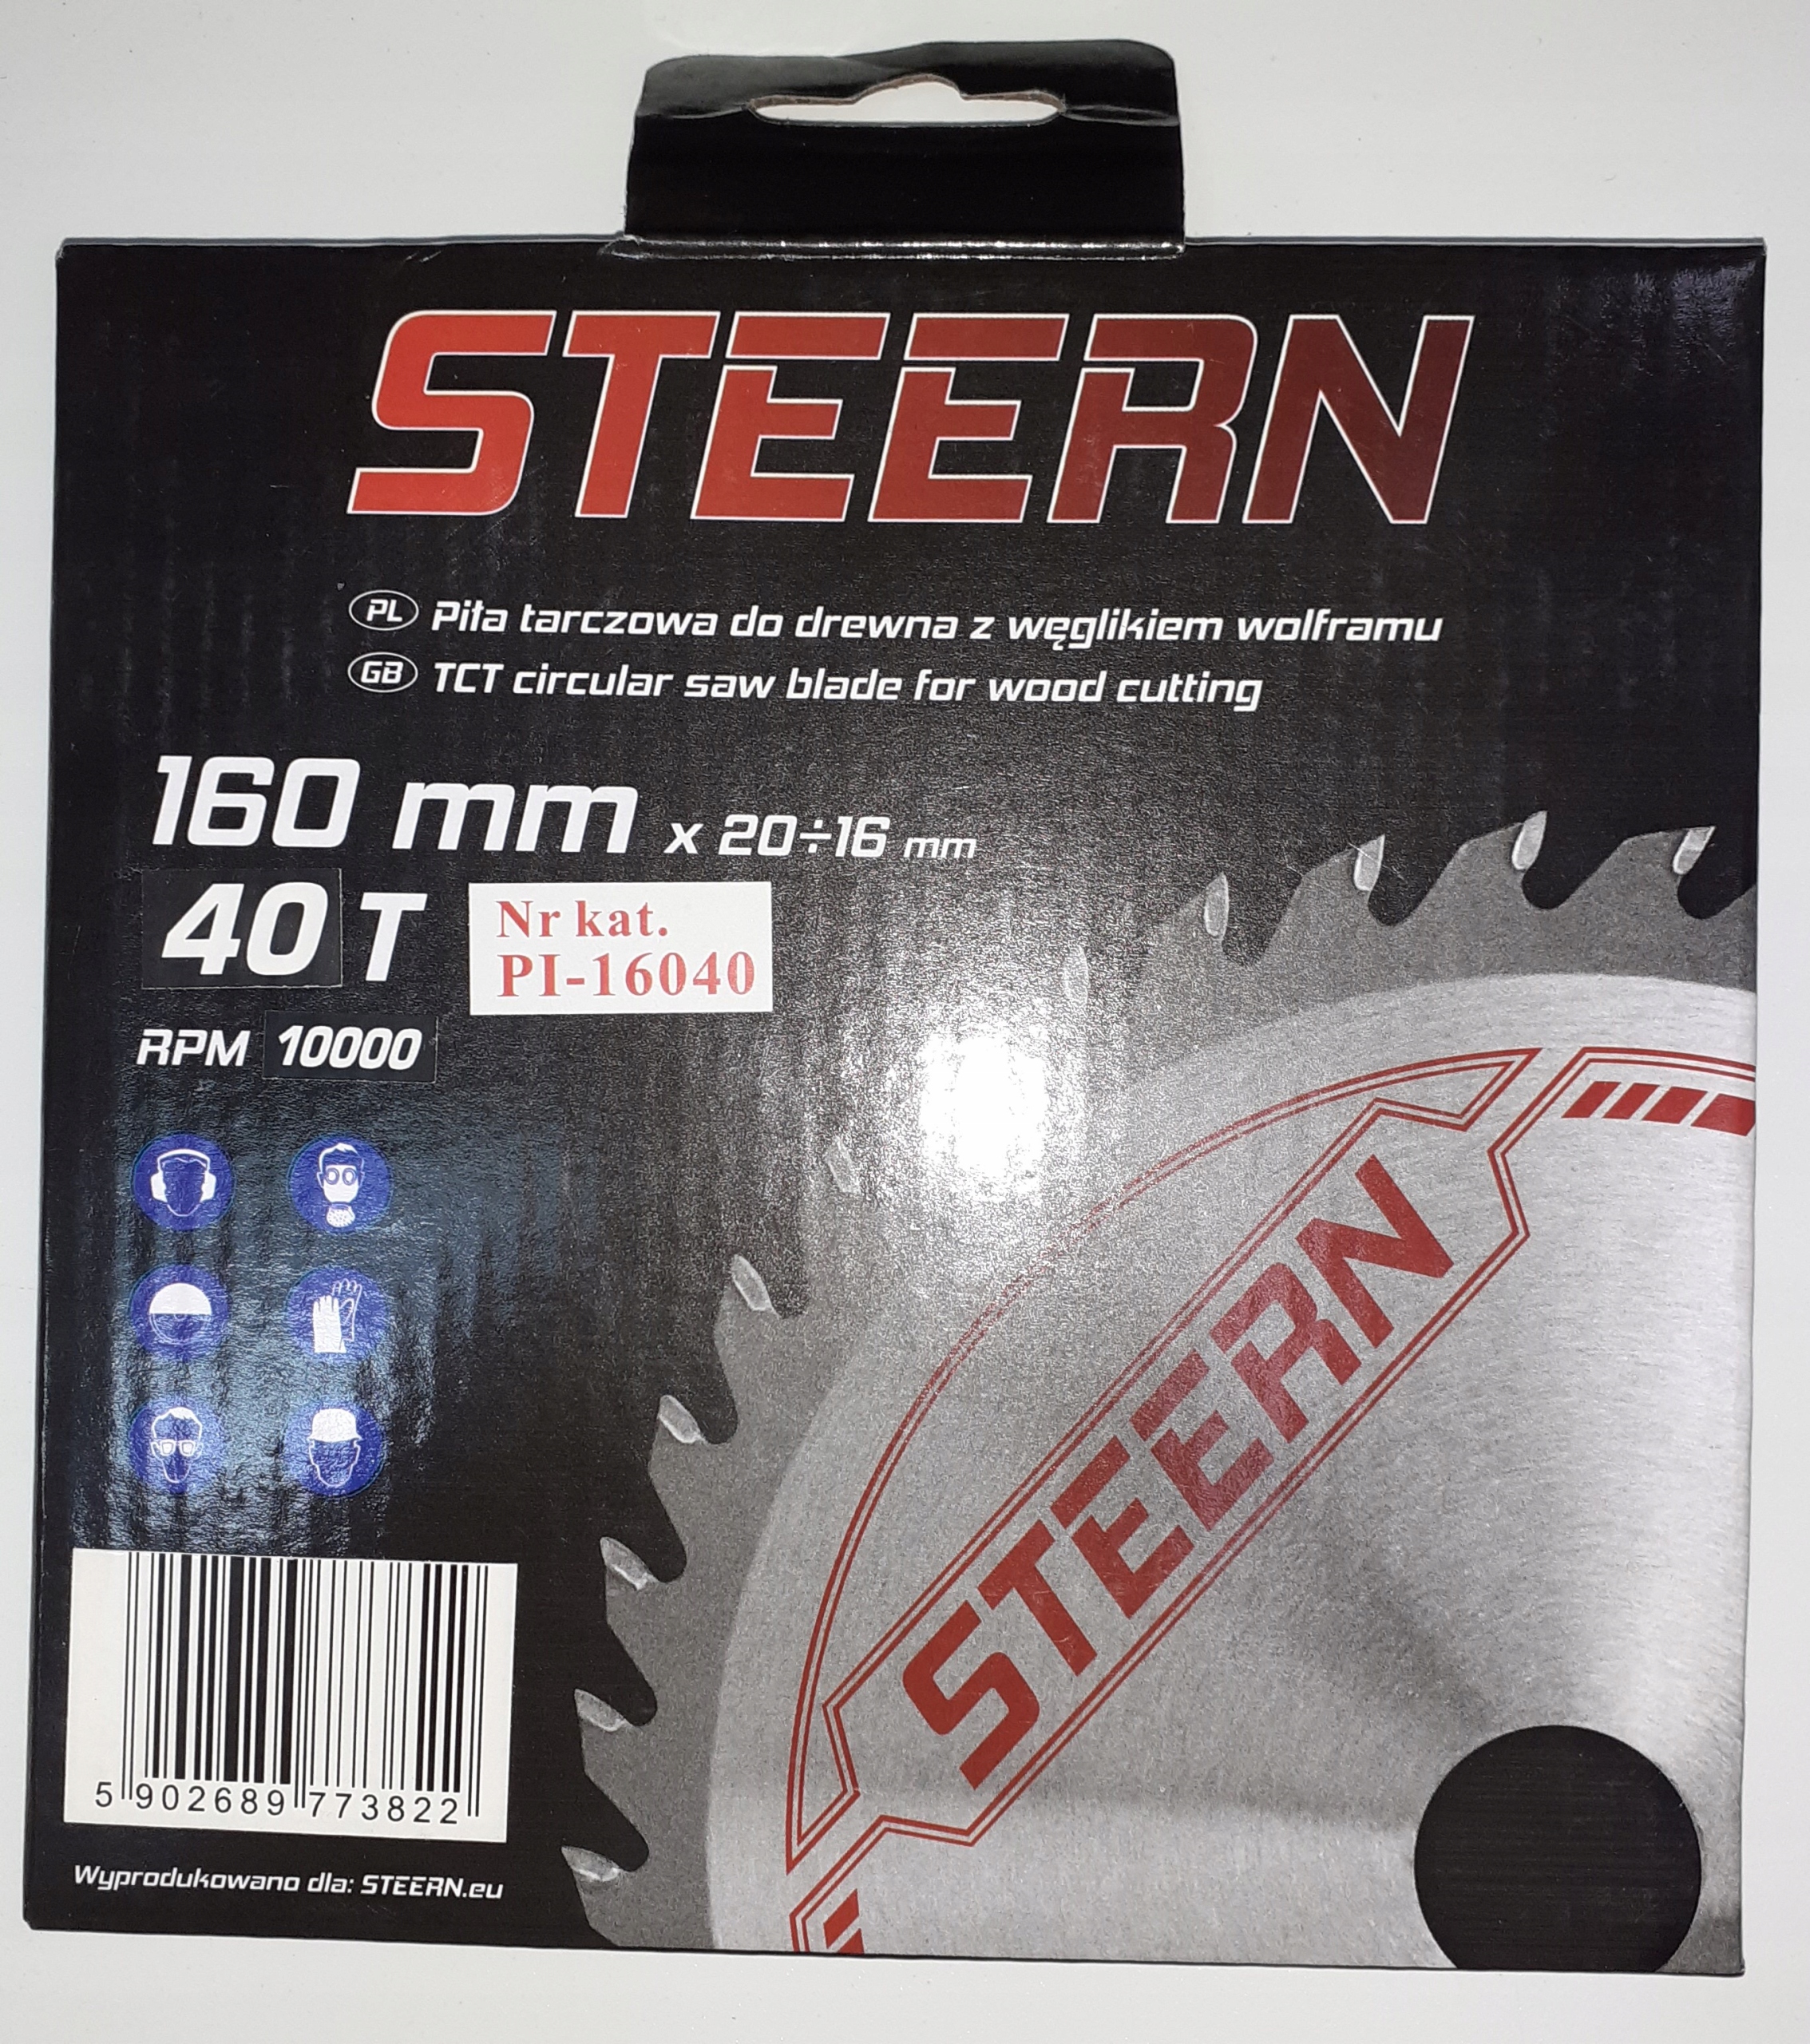 STEERN
PL Piła tarczowa do drewna z węglikiem wolframu
GB TCT circular saw blade for wood cutting
160 mm x 20÷16 mm
40 T
Nr kat.
PI-16040
RPM 10000
STEERN
5 902689 773822
Wyprodukowano dla: STEERN.eu